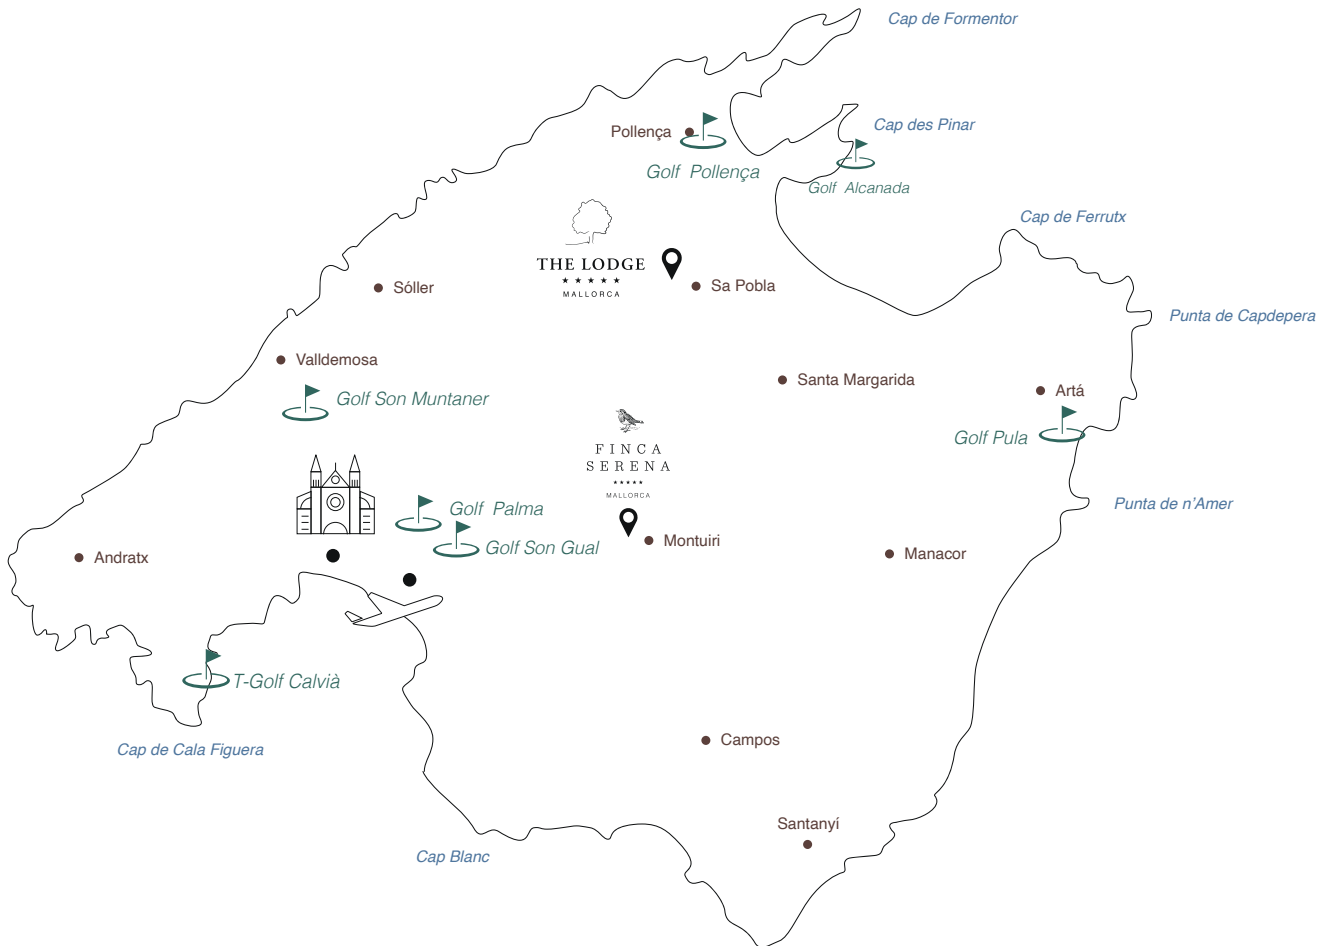 Cap de Formentor
Cap des Pinar
Pollença
Golf Pollença
Golf Alcanada
Cap de Ferrutx
THE LODGE
★ ★ ★ ★ ★
MALLORCA
Sóller
Sa Pobla
Punta de Capdepera
Valldemosa
Santa Margarida
Artá
Golf Son Muntaner
Golf Pula
FINCA
SERENA
★★★★★
MALLORCA
Punta de n’Amer
Golf Palma
Golf Son Gual
Montuiri
Manacor
Andratx
T-Golf Calvià
Cap de Cala Figuera
Campos
Santanyí
Cap Blanc